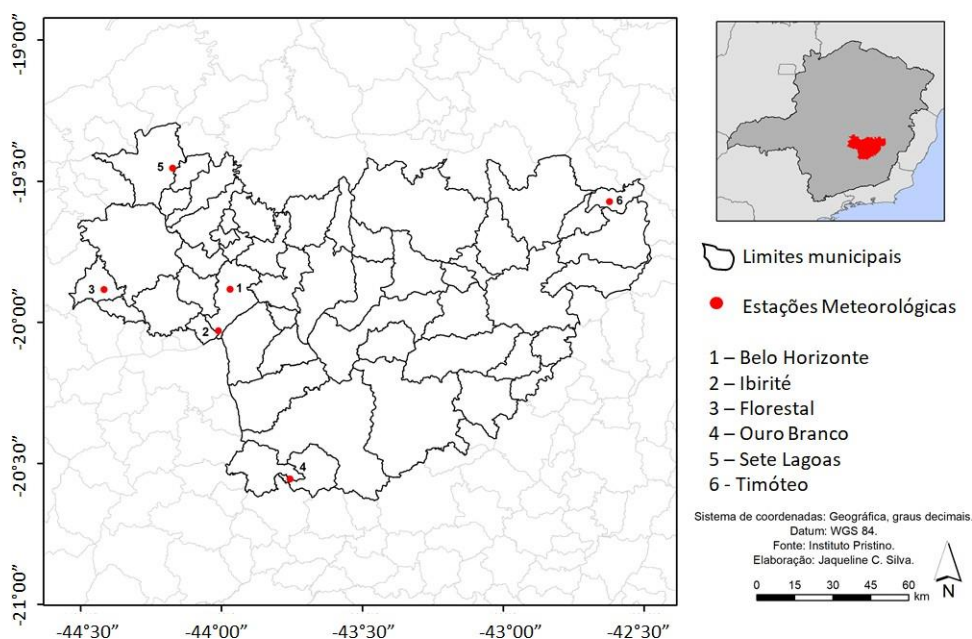 -19°00”
-19°30”
-20°00”
-20°30”
-21°00”
-44°30”
-44°00”
-43°30”
-43°00”
-42°30”
5
6
3
1
2
4
Limites municipais
Estações Meteorológicas
1 – Belo Horizonte
2 – Ibirité
3 – Florestal
4 – Ouro Branco
5 – Sete Lagoas
6 - Timóteo
Sistema de coordenadas: Geográfica, graus decimais.
Datum: WGS 84.
Fonte: Instituto Pristino.
Elaboração: Jaqueline C. Silva.
0 15 30 45 60
km
N